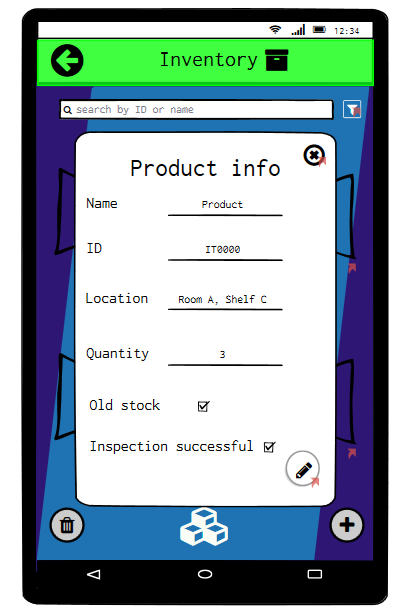 12:34
Inventory
search by ID or name
Product info
Name Product
ID IT0000
Location Room A, Shelf C
Quantity 3
Old stock
Inspection successful